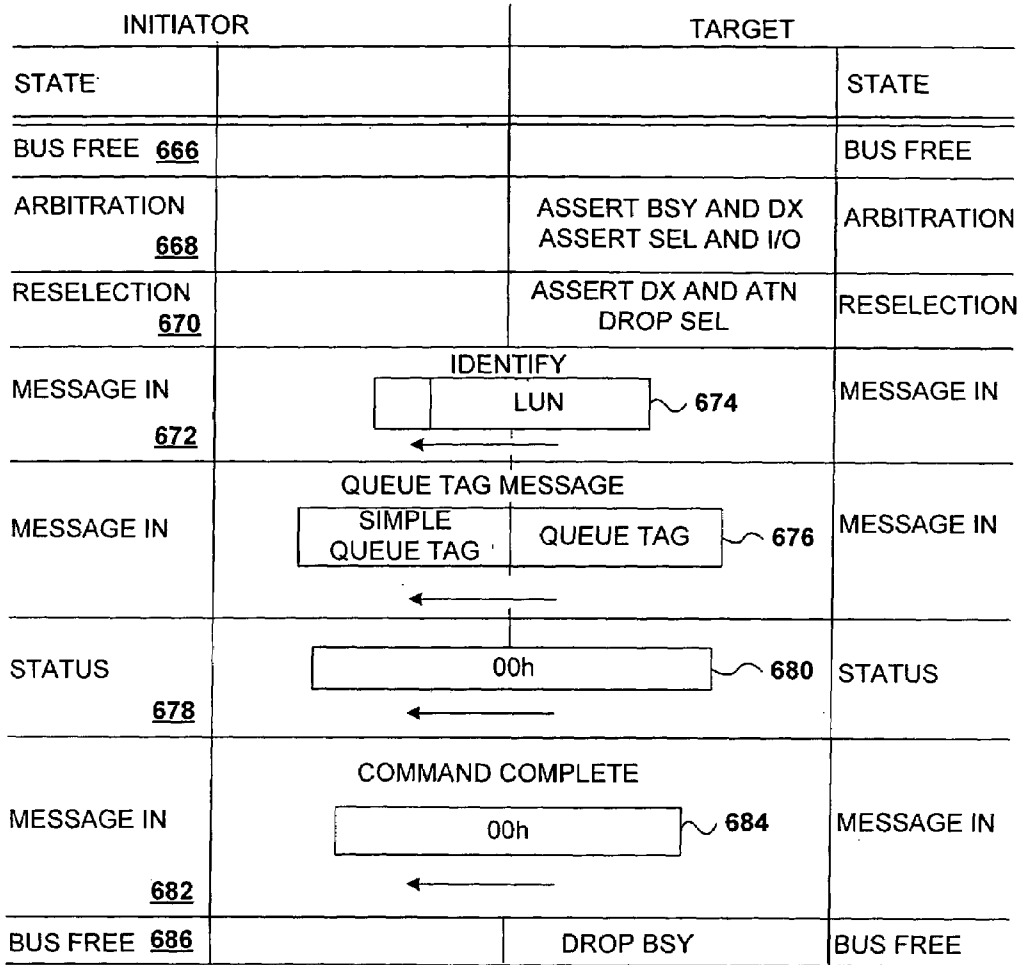 INITIATOR TARGET
STATE STATE
BUS FREE 666 BUS FREE
ARBITRATION 668 ASSERT BSY AND DX
ASSERT SEL AND I/O ARBITRATION
RESELECTION 670 ASSERT DX AND ATN
DROP SEL RESELECTION
MESSAGE IN 672 IDENTIFY
LUN 674 MESSAGE IN
MESSAGE IN QUEUE TAG MESSAGE
SIMPLE
QUEUE TAG QUEUE TAG 676 MESSAGE IN
STATUS 678 00h 680 STATUS
MESSAGE IN 682 COMMAND COMPLETE
00h 684 MESSAGE IN
BUS FREE 686 DROP BSY BUS FREE